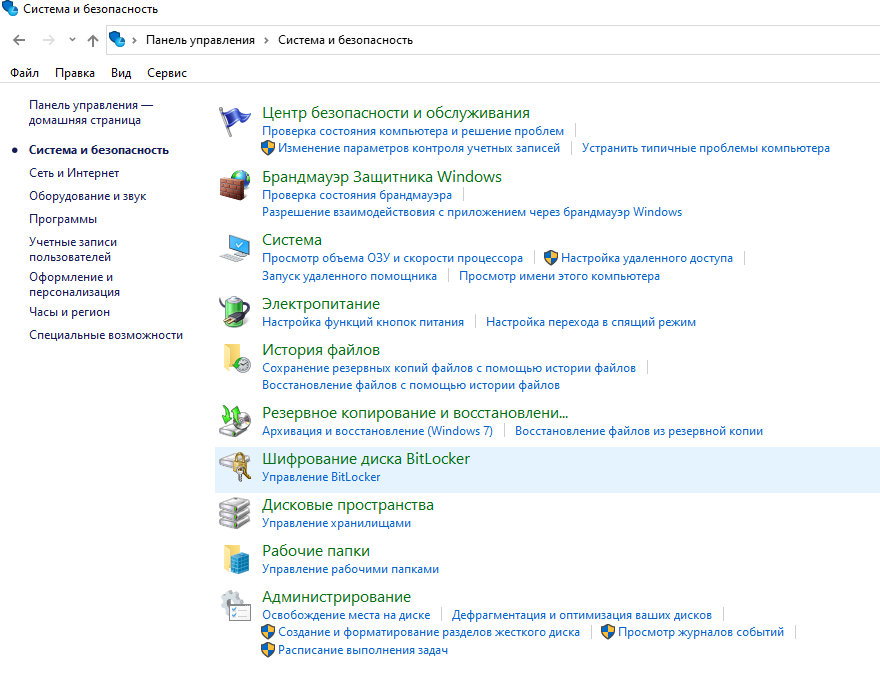 Система и безопасность
Панель управления › Система и безопасность
Файл Правка Вид Сервис
Панель управления —
домашняя страница
Система и безопасность
Сеть и Интернет
Оборудование и звук
Программы
Учетные записи
пользователей
Оформление и
персонализация
Часы и регион
Специальные возможности
Центр безопасности и обслуживания
Проверка состояния компьютера и решение проблем
Изменение параметров контроля учетных записей Устранить типичные проблемы компьютера
Брандмауэр Защитника Windows
Проверка состояния брандмауэра
Разрешение взаимодействия с приложением через брандмауэр Windows
Система
Просмотр объема ОЗУ и скорости процессора Настройка удаленного доступа
Запуск удаленного помощника Просмотр имени этого компьютера
Электропитание
Настройка функций кнопок питания Настройка перехода в спящий режим
История файлов
Сохранение резервных копий файлов с помощью истории файлов
Восстановление файлов с помощью истории файлов
Резервное копирование и восстановлени...
Архивация и восстановление (Windows 7) Восстановление файлов из резервной копии
Шифрование диска BitLocker
Управление BitLocker
Дисковые пространства
Управление хранилищами
Рабочие папки
Управление рабочими папками
Администрирование
Освобождение места на диске Дефрагментация и оптимизация ваших дисков
Создание и форматирование разделов жесткого диска Просмотр журналов событий
Расписание выполнения задач